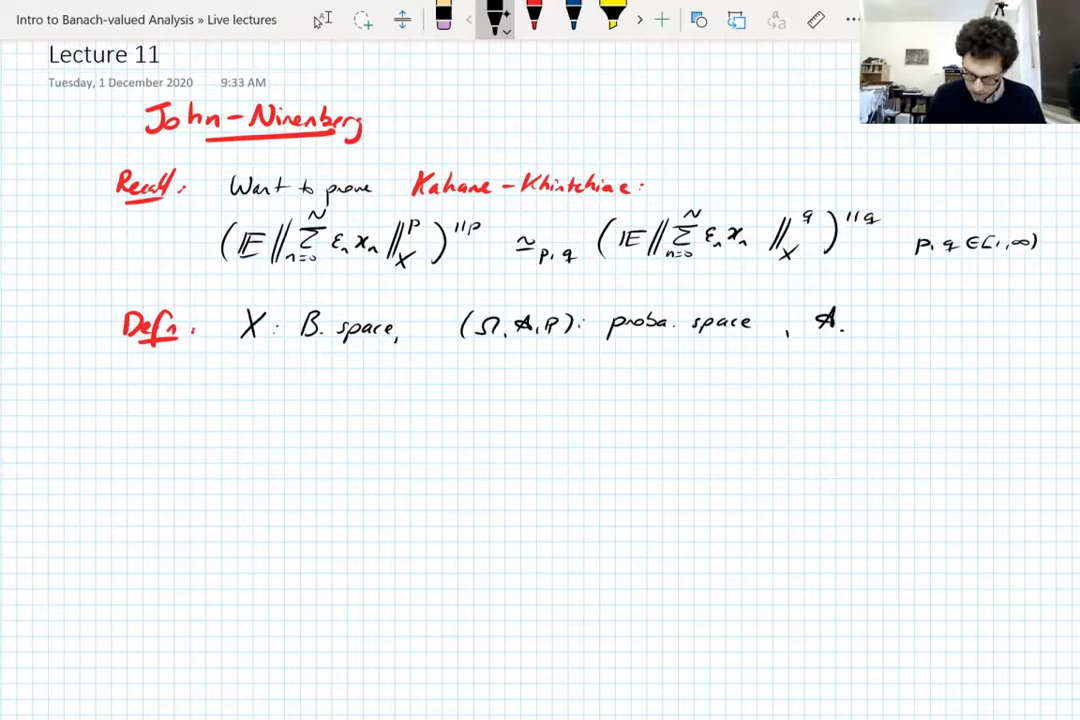 Intro to Banach-valued Analysis » Live lectures
Lecture 11
Tuesday, 1 December 2020 9:33 AM
John-Nirenberg
Recall: Want to prove Kahane-Khintchine:
(𝔼‖∑_{n=0}^{N} ε_n x_n‖_X^p)^{1/p} ≃_{p,q} (𝔼‖∑_{n=0}^{N} ε_n x_n‖_X^q)^{1/q} p,q ∈ [1,∞)
Defn: X: B. space, (Ω, 𝒜, P): proba. space, 𝒜.